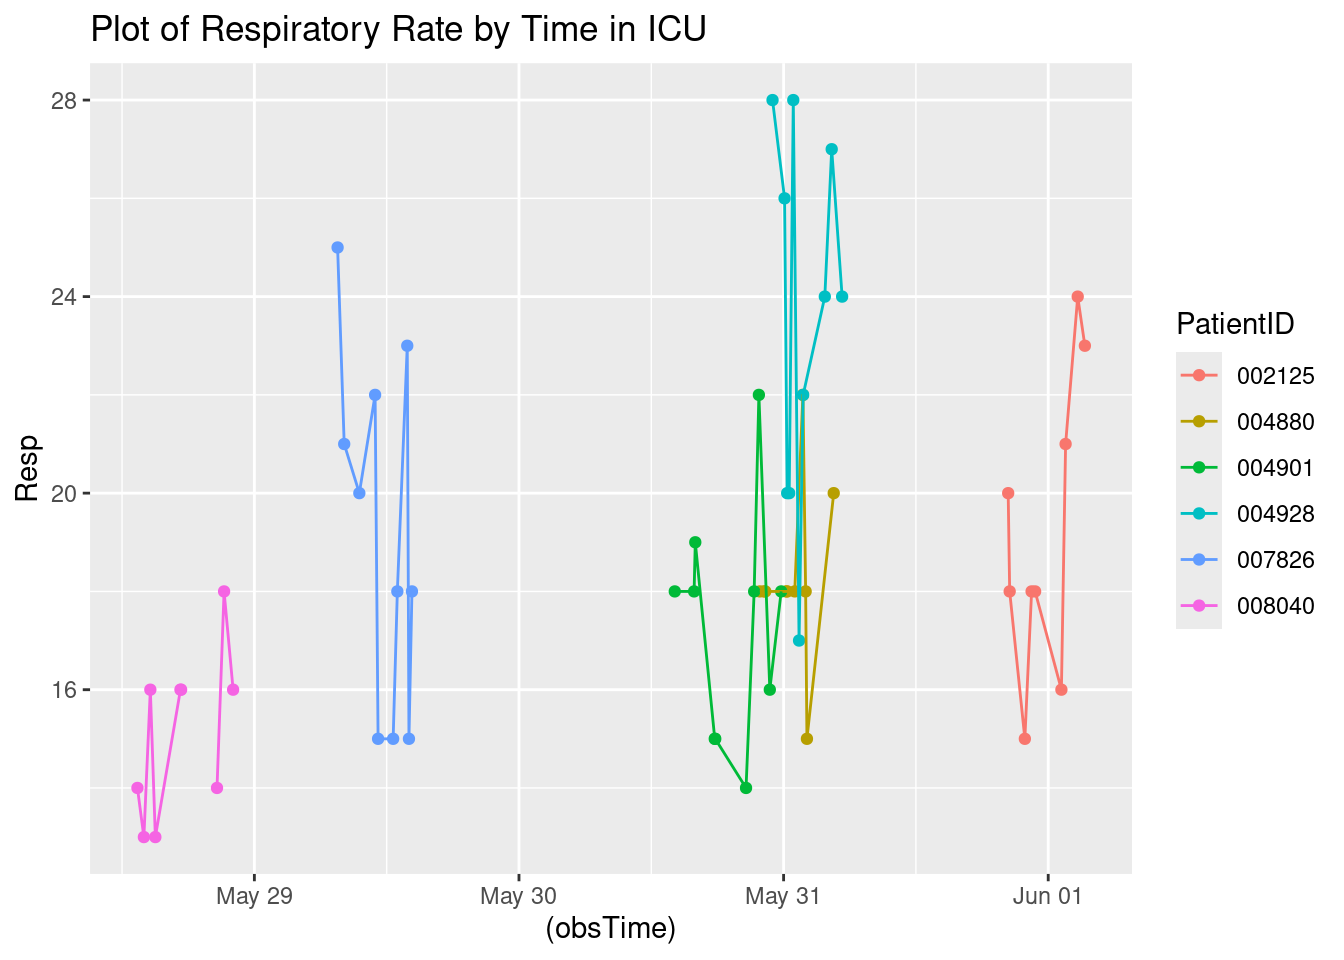 Plot of Respiratory Rate by Time in ICU
28
24
20
16
Resp
May 29
May 30
May 31
Jun 01
(obsTime)
PatientID
002125
004880
004901
004928
007826
008040